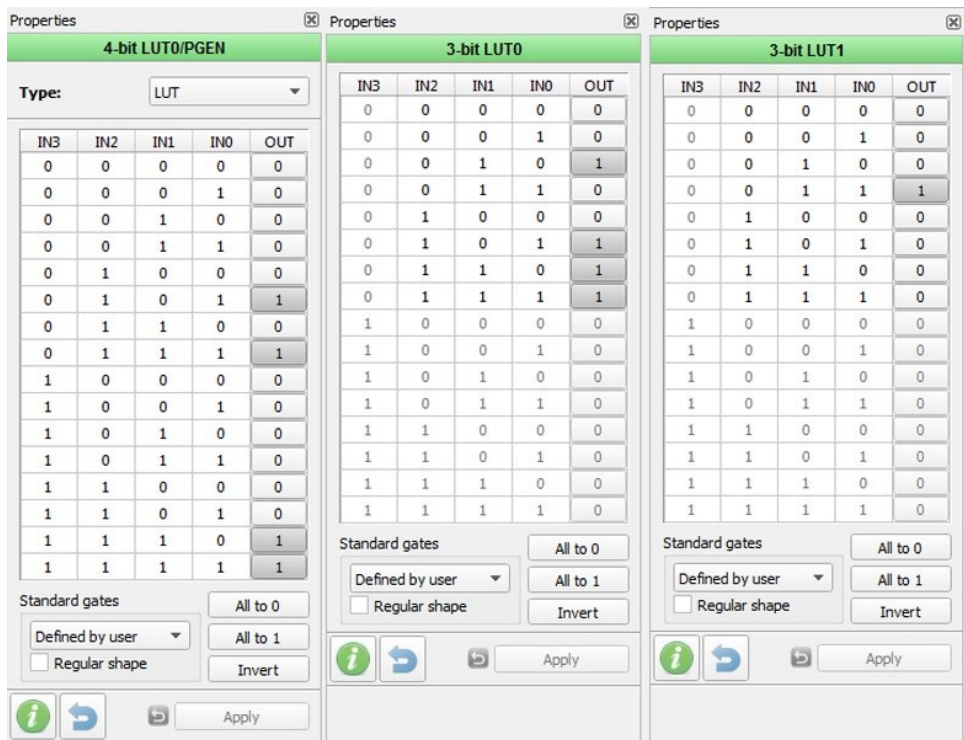 Properties
4-bit LUT0/PGEN
Type: LUT
IN3 IN2 IN1 IN0 OUT
0 0 0 0 0
0 0 0 1 0
0 0 1 0 0
0 0 1 1 0
0 1 0 0 0
0 1 0 1 1
0 1 1 0 0
0 1 1 1 1
1 0 0 0 0
1 0 0 1 0
1 0 1 0 0
1 0 1 1 0
1 1 0 0 0
1 1 0 1 0
1 1 1 0 1
1 1 1 1 1
Standard gates
All to 0
Defined by user
All to 1
Regular shape
Invert
Apply
Properties
3-bit LUT0
IN3 IN2 IN1 IN0 OUT
0 0 0 0 0
0 0 0 1 0
0 0 1 0 1
0 0 1 1 0
0 1 0 0 0
0 1 0 1 1
0 1 1 0 1
0 1 1 1 1
1 0 0 0 0
1 0 0 1 0
1 0 1 0 0
1 0 1 1 0
1 1 0 0 0
1 1 0 1 0
1 1 1 0 0
1 1 1 1 0
Standard gates
All to 0
Defined by user
All to 1
Regular shape
Invert
Apply
Properties
3-bit LUT1
IN3 IN2 IN1 IN0 OUT
0 0 0 0 0
0 0 0 1 0
0 0 1 0 0
0 0 1 1 1
0 1 0 0 0
0 1 0 1 0
0 1 1 0 0
0 1 1 1 0
1 0 0 0 0
1 0 0 1 0
1 0 1 0 0
1 0 1 1 0
1 1 0 0 0
1 1 0 1 0
1 1 1 0 0
1 1 1 1 0
Standard gates
All to 0
Defined by user
All to 1
Regular shape
Invert
Apply